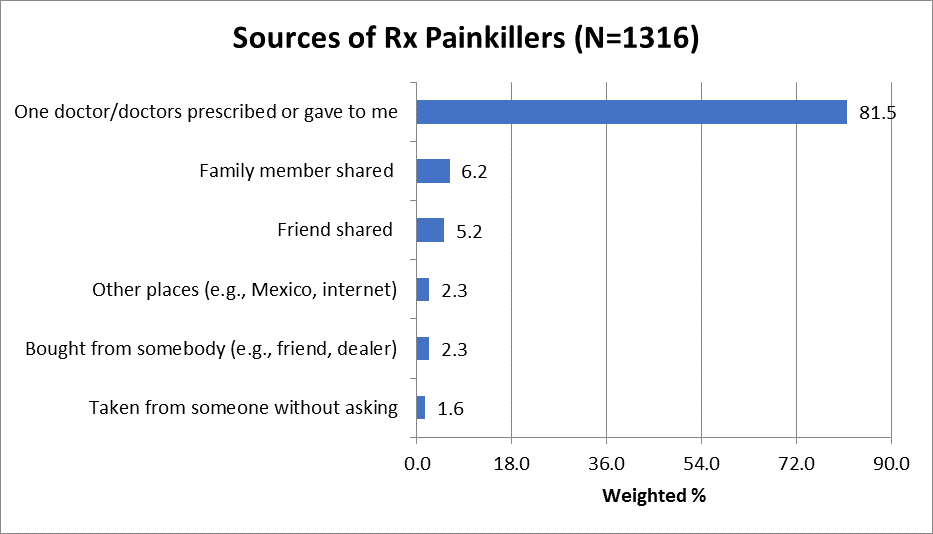 Sources of Rx Painkillers (N=1316)
One doctor/doctors prescribed or gave to me 81.5
Family member shared 6.2
Friend shared 5.2
Other places (e.g., Mexico, internet) 2.3
Bought from somebody (e.g., friend, dealer) 2.3
Taken from someone without asking 1.6
0.0 18.0 36.0 54.0 72.0 90.0
Weighted %